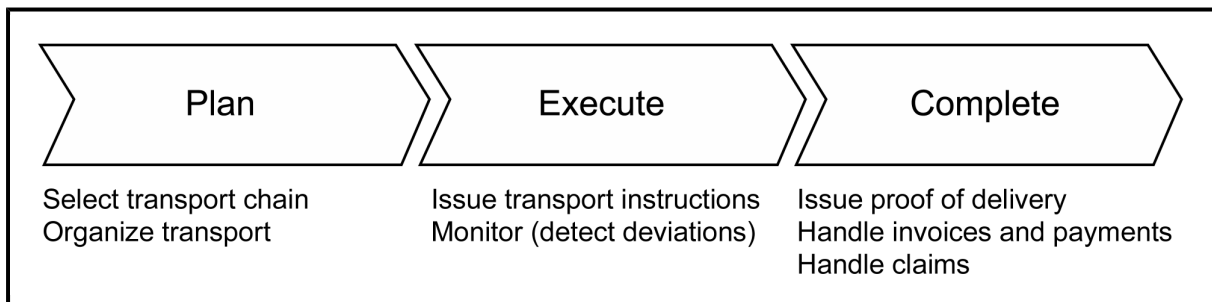 Plan
Select transport chain
Organize transport
Execute
Issue transport instructions
Monitor (detect deviations)
Complete
Issue proof of delivery
Handle invoices and payments
Handle claims